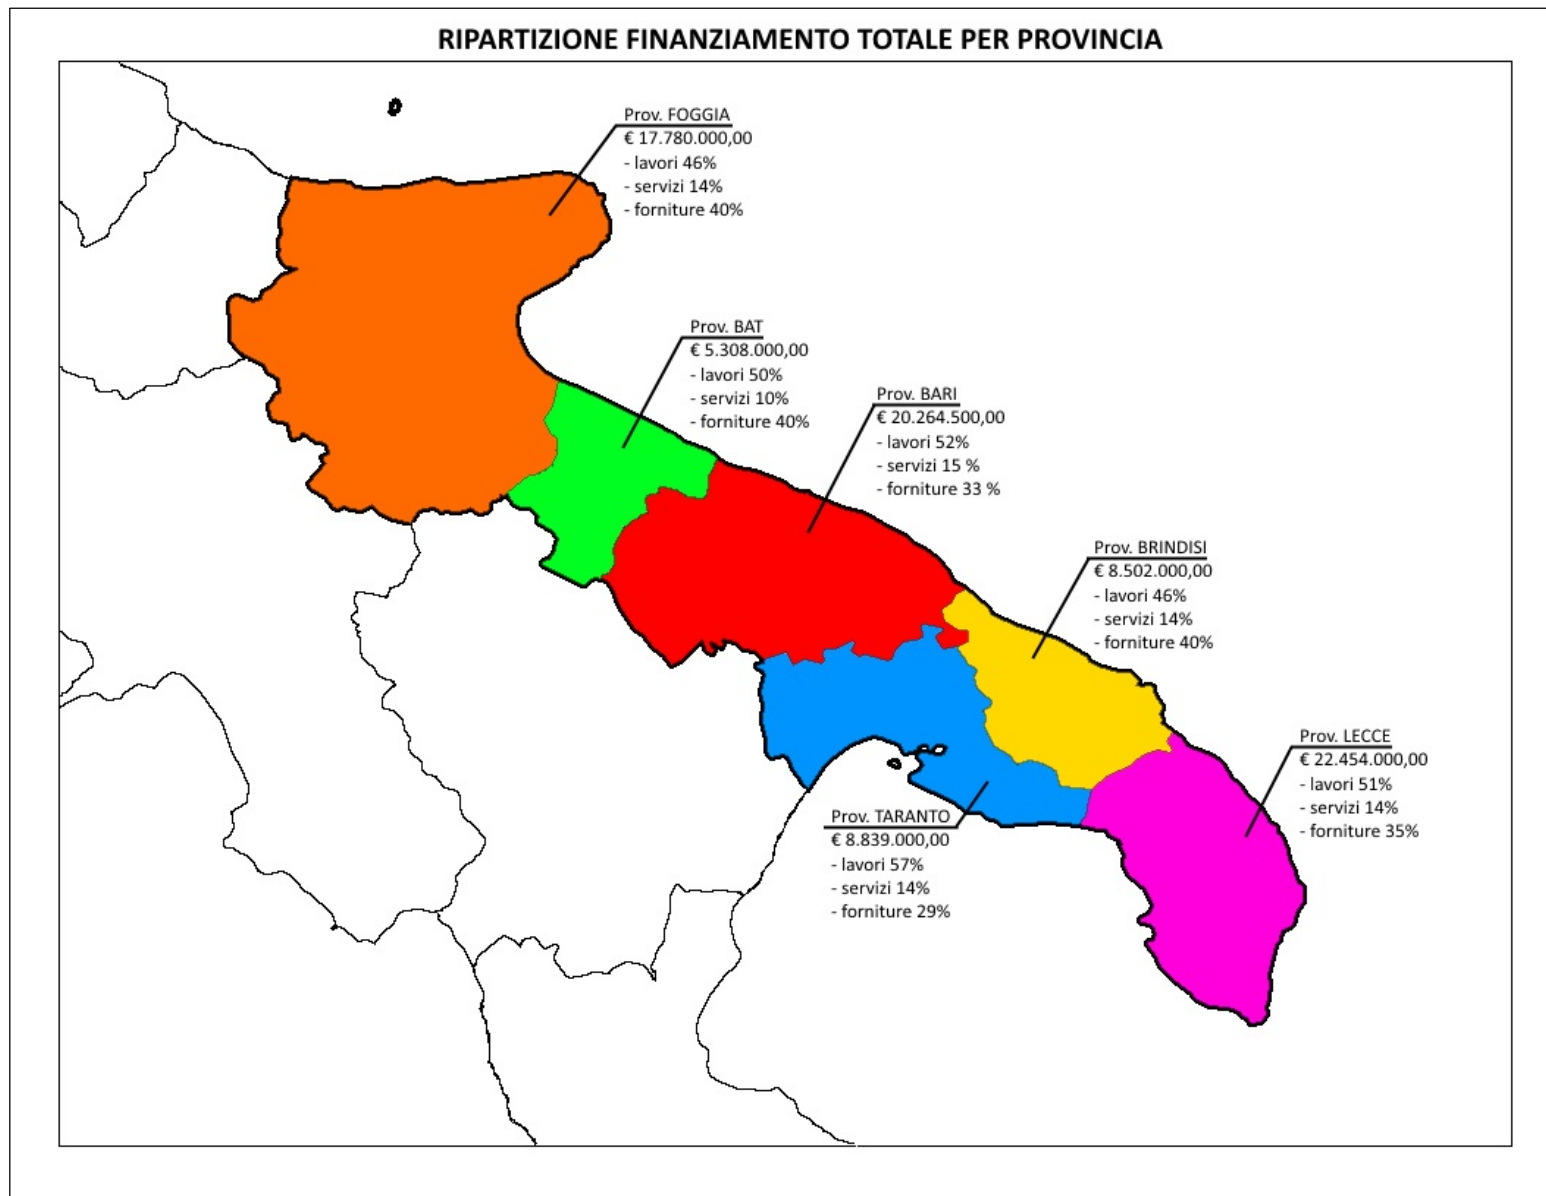 RIPARTIZIONE FINANZIAMENTO TOTALE PER PROVINCIA
Prov. FOGGIA
€ 17.780.000,00
- lavori 46%
- servizi 14%
- forniture 40%
Prov. BAT
€ 5.308.000,00
- lavori 50%
- servizi 10%
- forniture 40%
Prov. BARI
€ 20.264.500,00
- lavori 52%
- servizi 15 %
- forniture 33 %
Prov. BRINDISI
€ 8.502.000,00
- lavori 46%
- servizi 14%
- forniture 40%
Prov. LECCE
€ 22.454.000,00
- lavori 51%
- servizi 14%
- forniture 35%
Prov. TARANTO
€ 8.839.000,00
- lavori 57%
- servizi 14%
- forniture 29%